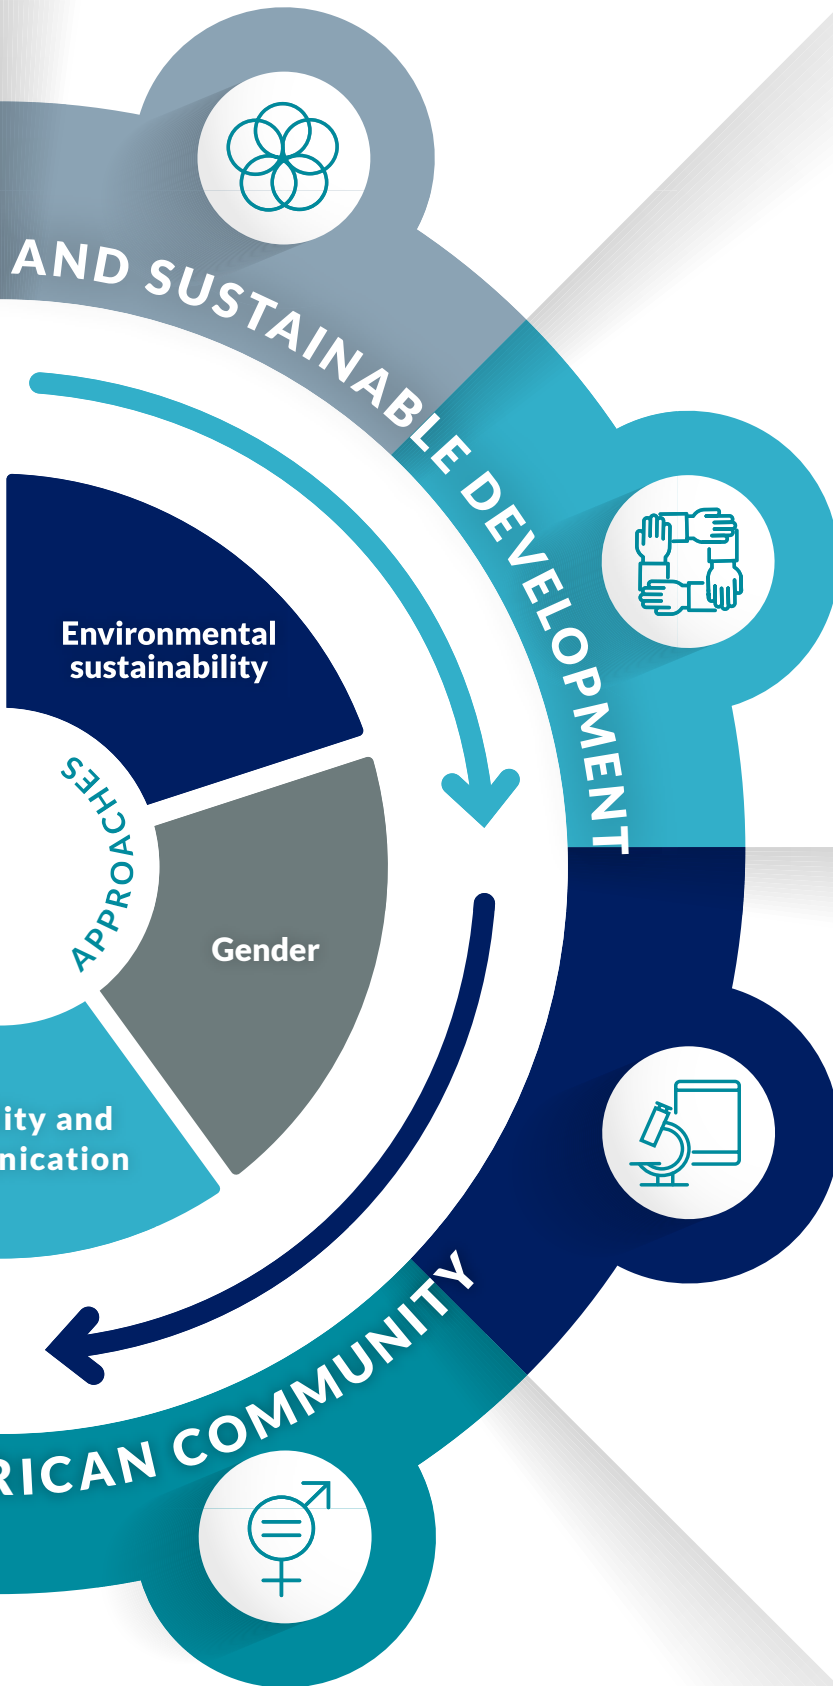 AND SUSTAINABLE DEVELOPMENT
Environmental
sustainability
APPROACHES
Gender
ity and
nication
RICAN COMMUNITY